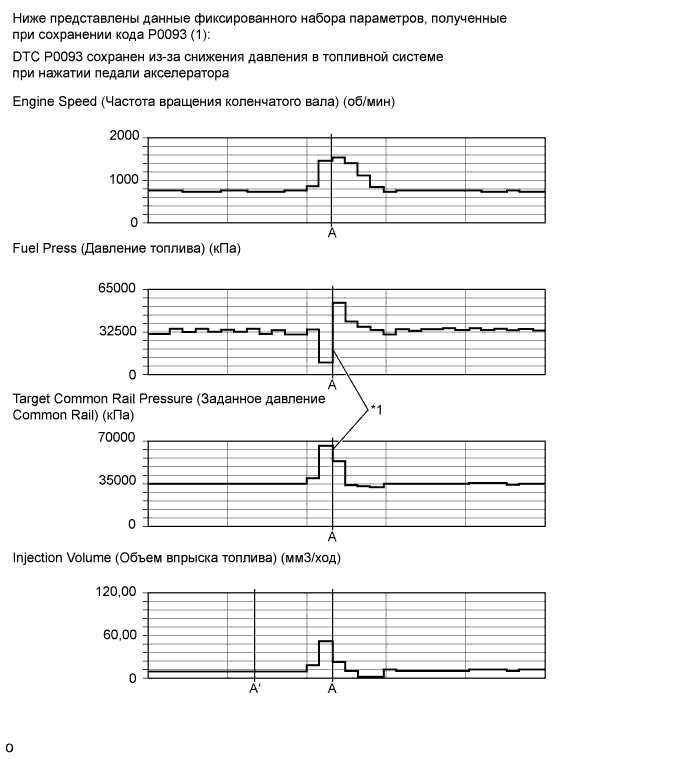 Ниже представлены данные фиксированного набора параметров, полученные
при сохранении кода P0093 (1):
DTC P0093 сохранен из-за снижения давления в топливной системе
при нажатии педали акселератора
Engine Speed (Частота вращения коленчатого вала) (об/мин)
2000
1000
0
A
Fuel Press (Давление топлива) (кПа)
65000
32500
0
A
Target Common Rail Pressure (Заданное давление
Common Rail) (кПа)
*1
70000
35000
0
A
Injection Volume (Объем впрыска топлива) (мм3/ход)
120,00
60,00
0
A' A
O